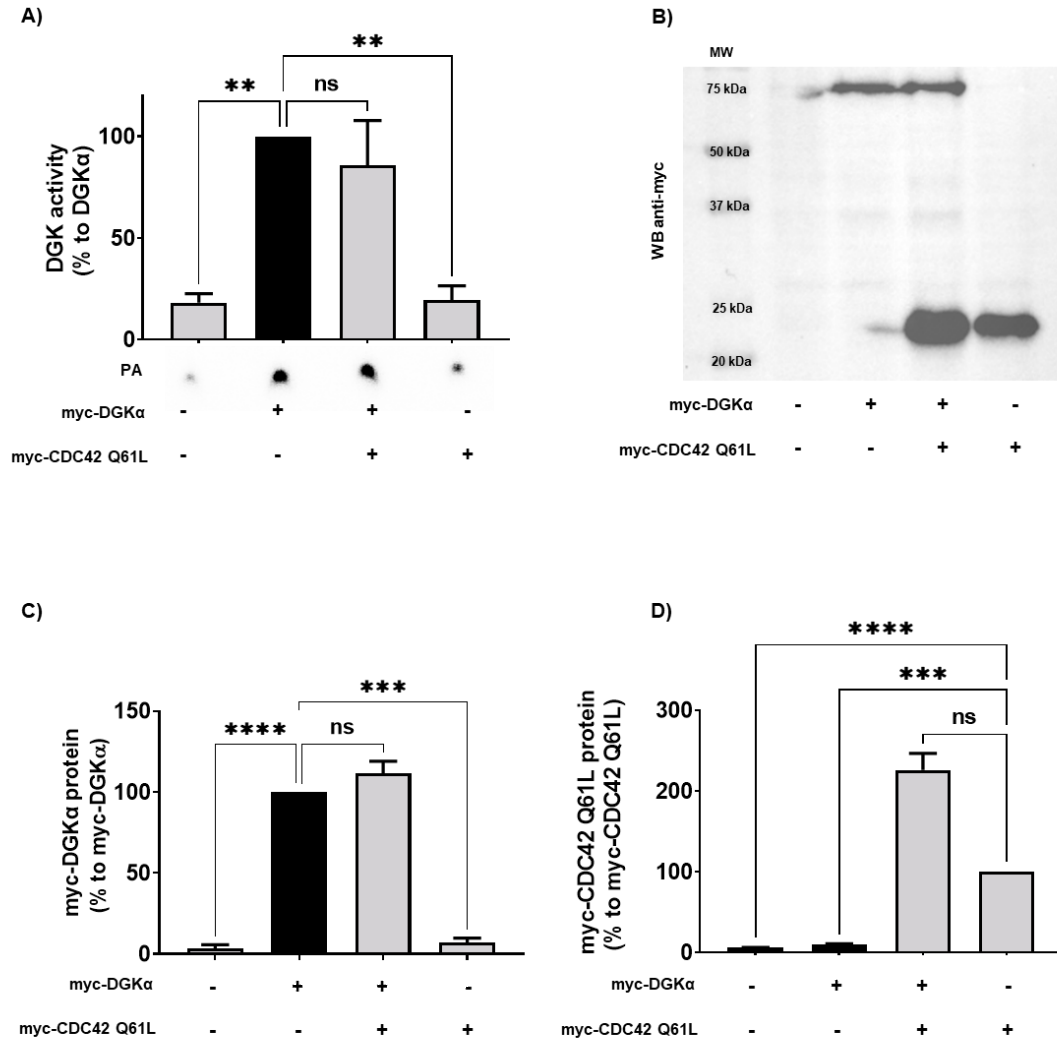 A)
**
**
ns
100
50
0
DGK activity
(% to DGKα)
PA
myc-DGKα - + + -
myc-CDC42 Q61L - - + +
B)
MW
75 kDa
50 kDa
37 kDa
25 kDa
20 kDa
WB anti-myc
myc-DGKα - + + -
myc-CDC42 Q61L - - + +
C)
***
****
ns
150
100
50
0
myc-DGKα protein
(% to myc-DGKα)
myc-DGKα - + + -
myc-CDC42 Q61L - - + +
D)
****
***
ns
300
200
100
0
myc-CDC42 Q61L protein
(% to myc-CDC42 Q61L)
myc-DGKα - + + -
myc-CDC42 Q61L - - + +